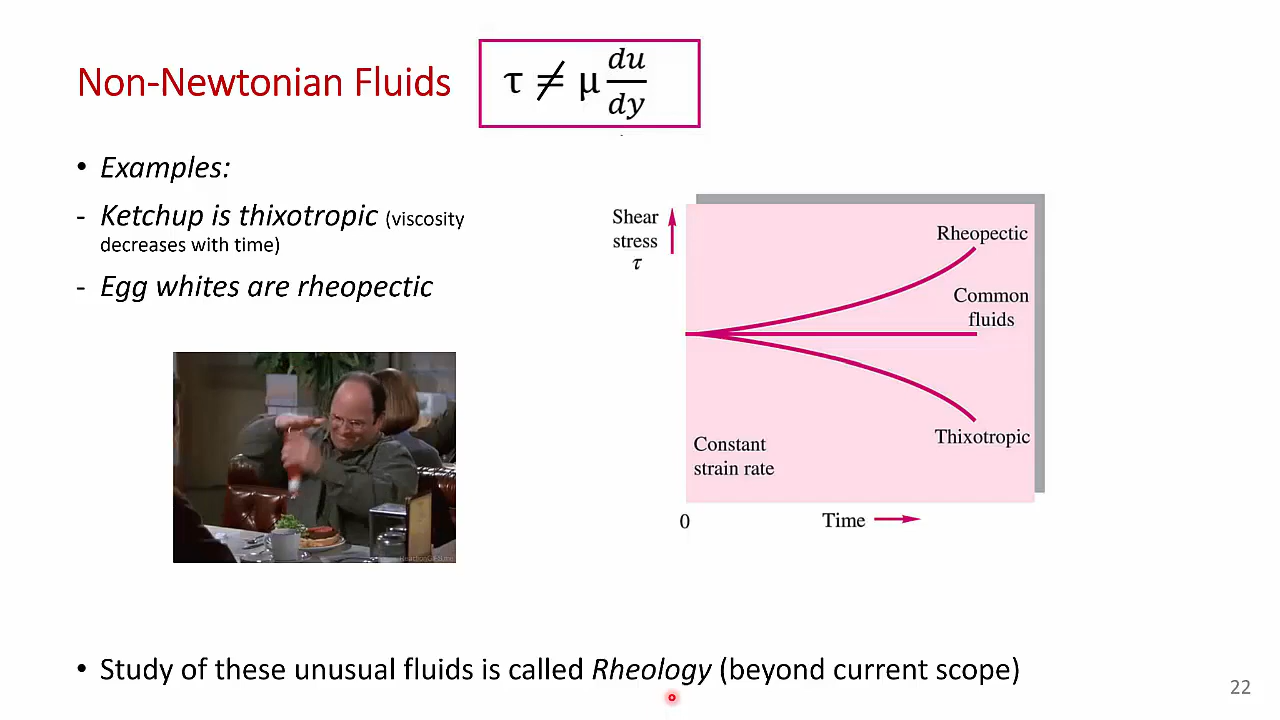 Non-Newtonian Fluids
τ ≠ μ du/dy
• Examples:
- Ketchup is thixotropic (viscosity
decreases with time)
- Egg whites are rheopectic
Shear
stress
τ
Rheopectic
Common
fluids
Thixotropic
Constant
strain rate
0
Time
• Study of these unusual fluids is called Rheology (beyond current scope)
22